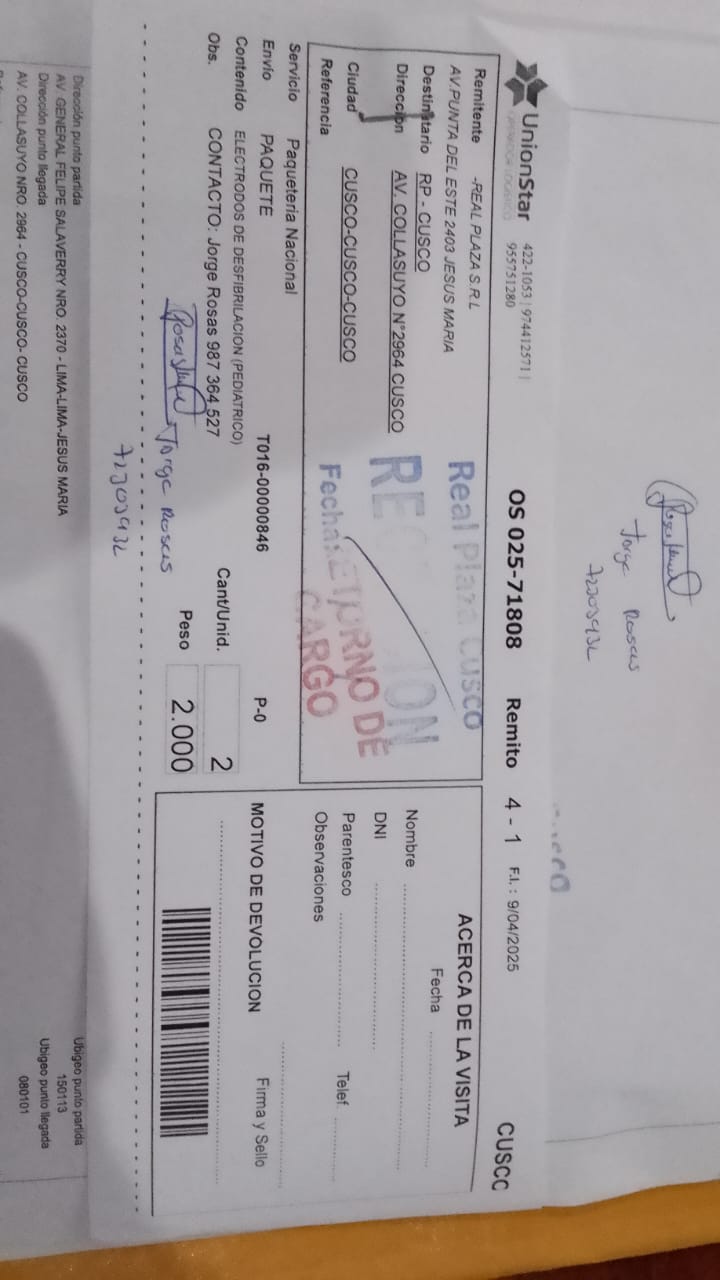 Jorge Rosas
UnionStar 422-1053 | 974412571 |
955751280
OPERADOR LOGISTICO
OS 025-71808 Remito 4 - 1 F.I. : 9/04/2025 CUSCC
Remitente -REAL PLAZA S.R.L
AV.PUNTA DEL ESTE 2403 JESUS MARIA
Destinatario RP - CUSCO
Dirección AV. COLLASUYO N°2964 CUSCO
Ciudad CUSCO-CUSCO-CUSCO
Referencia
Real Plaza Cusco
Fecha:
RETORNO DE
CARGO
Servicio Paqueteria Nacional
Envío PAQUETE T016-00000846 P-0
Contenido ELECTRODOS DE DESFIBRILACION (PEDIATRICO)
Obs. CONTACTO: Jorge Rosas 987 364 527
Cant/Unid. 2
Peso 2.000
Jorge Rosas
ACERCA DE LA VISITA
Fecha
Nombre
DNI
Parentesco Telef.
Observaciones
MOTIVO DE DEVOLUCION Firma y Sello
Dirección punto partida Ubigeo punto partida
AV. GENERAL FELIPE SALAVERRY NRO. 2370 - LIMA-LIMA-JESUS MARIA 150113
Dirección punto llegada Ubigeo punto llegada
AV. COLLASUYO NRO. 2964 - CUSCO-CUSCO- CUSCO 080101